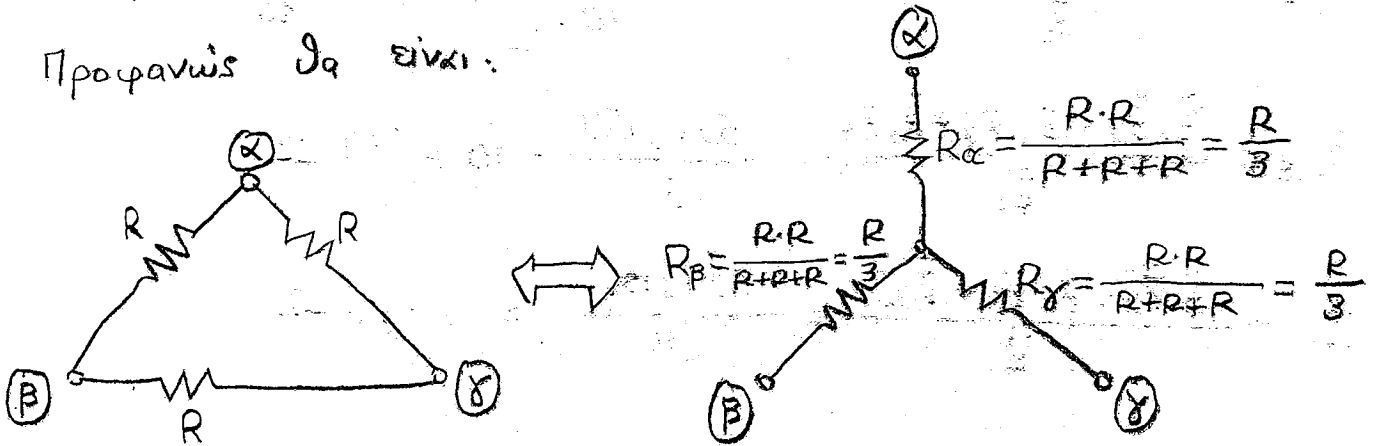 Προφανώς θα είναι.
α
R R
β R γ
Rα = R·R / R+R+R = R/3
Rβ = R·R / R+R+R = R/3
Rγ = R·R / R+R+R = R/3
α
β γ